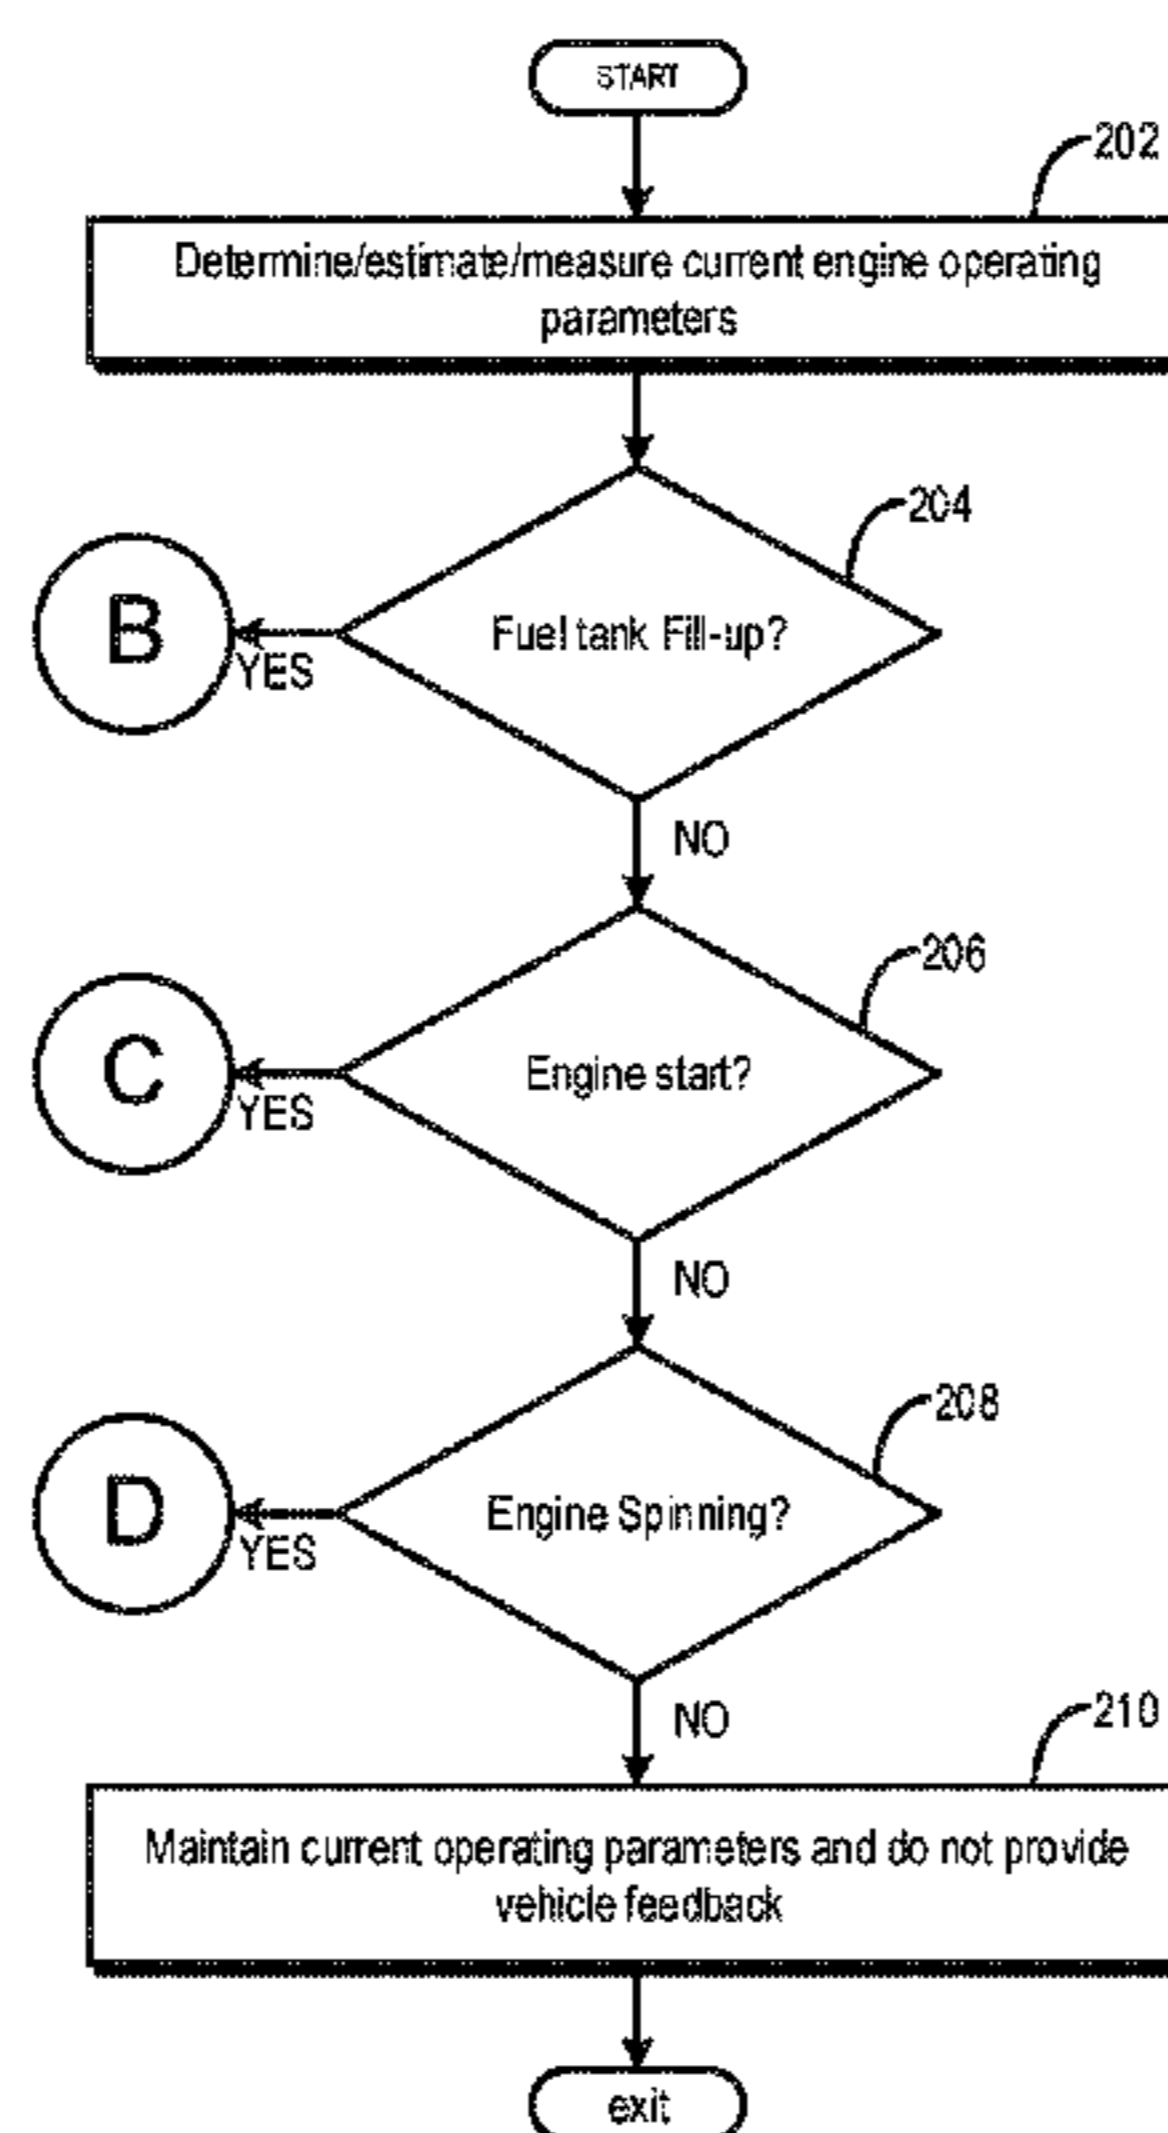 START
202
Determine/estimate/measure current engine operating
parameters
204
Fuel tank Fill-up?
B
YES
NO
206
Engine start?
C
YES
NO
208
Engine Spinning?
D
YES
NO
210
Maintain current operating parameters and do not provide
vehicle feedback
exit